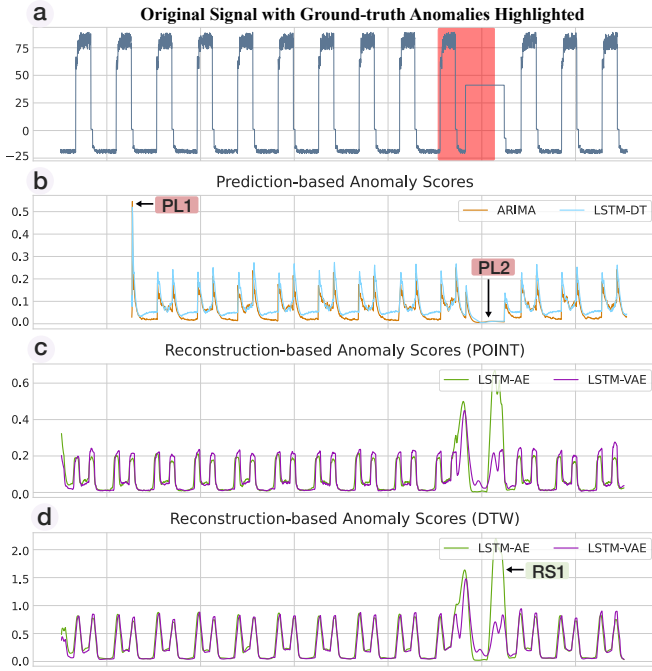 a
Original Signal with Ground-truth Anomalies Highlighted
75
50
25
0
−25
b
Prediction-based Anomaly Scores
0.5
0.4
0.3
0.2
0.1
0.0
PL1
ARIMA
LSTM-DT
PL2
c
Reconstruction-based Anomaly Scores (POINT)
0.6
0.4
0.2
0.0
LSTM-AE
LSTM-VAE
d
Reconstruction-based Anomaly Scores (DTW)
2.0
1.5
1.0
0.5
0.0
LSTM-AE
LSTM-VAE
RS1